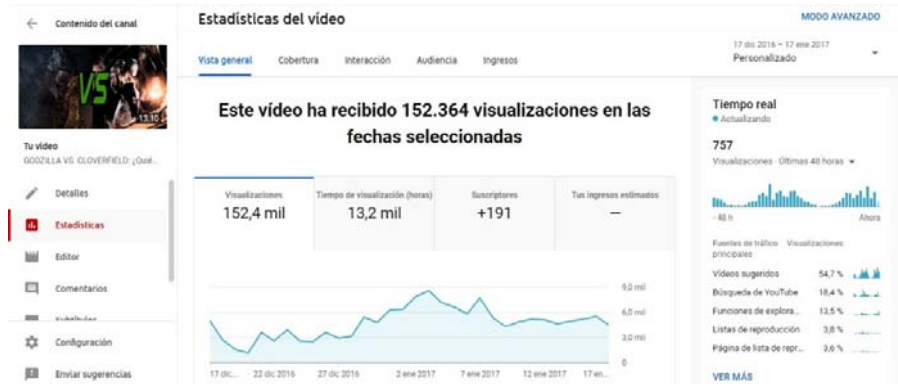 Contenido del canal
VS
13:10
Tu vídeo
GODZILLA VS. CLOVERFIELD: ¿Quié...
Detalles
Estadísticas
Editor
Comentarios
Subtítulos
Configuración
Enviar sugerencias
Estadísticas del vídeo
MODO AVANZADO
Vista general Cobertura Interacción Audiencia Ingresos
17 dic 2016 – 17 ene 2017
Personalizado
Este vídeo ha recibido 152.364 visualizaciones en las
fechas seleccionadas
Visualizaciones
152,4 mil
Tiempo de visualización (horas)
13,2 mil
Suscriptores
+191
Tus ingresos estimados
—
9,0 mil
6,0 mil
3,0 mil
0
17 dic... 22 dic 2016 27 dic 2016 2 ene 2017 7 ene 2017 12 ene 2017 17 en...
Tiempo real
Actualizando
757
Visualizaciones · Últimas 48 horas
-48 h Ahora
Fuentes de tráfico principales Visualizaciones
Vídeos sugeridos 54,7 %
Búsqueda de YouTube 18,4 %
Funciones de explora... 13,5 %
Listas de reproducción 3,8 %
Página de lista de repr... 3,6 %
VER MÁS